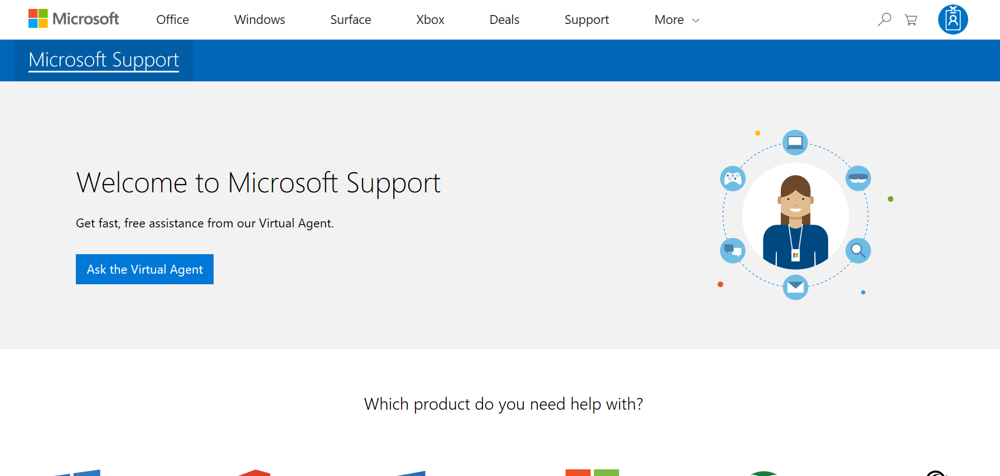 Microsoft Office Windows Surface Xbox Deals Support More
Microsoft Support
Welcome to Microsoft Support
Get fast, free assistance from our Virtual Agent.
Ask the Virtual Agent
Which product do you need help with?